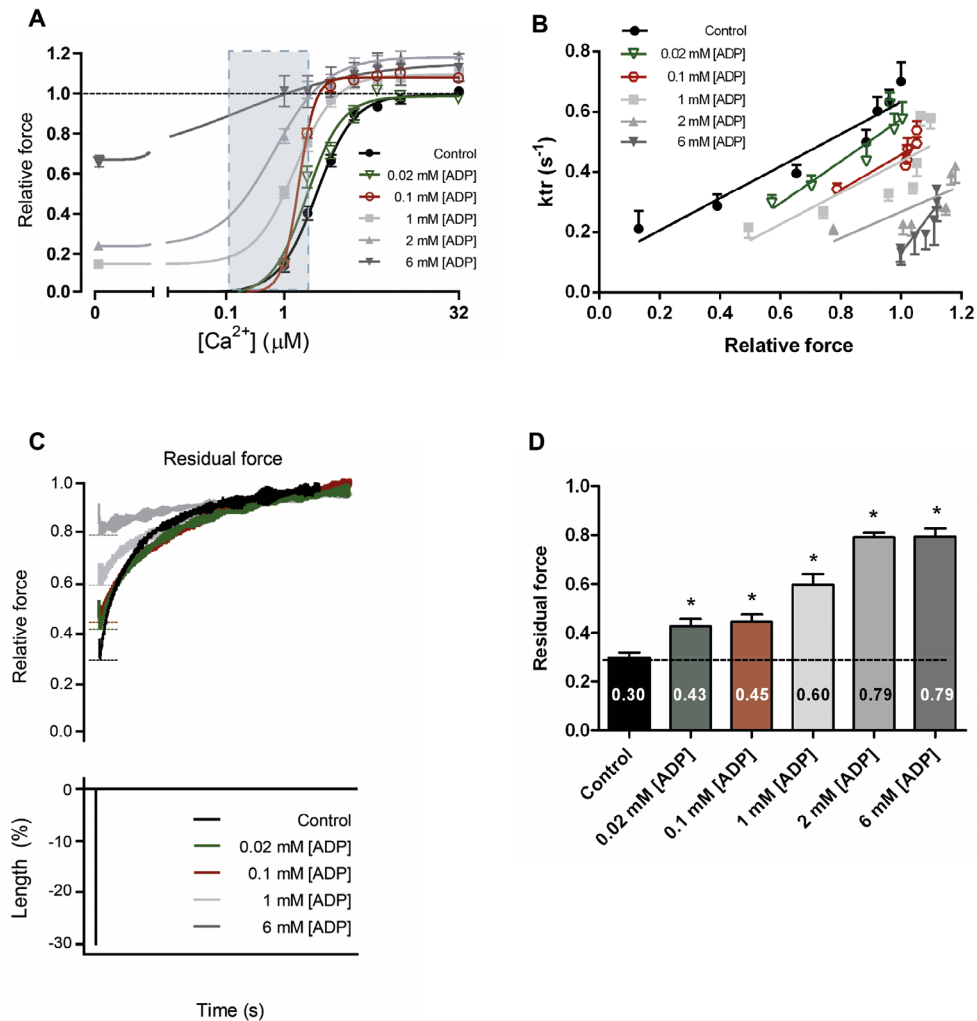 A
1.2
1.0
0.8
0.6
0.4
0.2
0.0
Relative force
0
0.1
1
32
[Ca2+] (μM)
Control
0.02 mM [ADP]
0.1 mM [ADP]
1 mM [ADP]
2 mM [ADP]
6 mM [ADP]
B
0.8
0.6
0.4
0.2
0.0
ktr (s-1)
0.0 0.2 0.4 0.6 0.8 1.0 1.2
Relative force
Control
0.02 mM [ADP]
0.1 mM [ADP]
1 mM [ADP]
2 mM [ADP]
6 mM [ADP]
C
Residual force
1.0
0.8
0.6
0.4
0.2
0.0
Relative force
0
-10
-20
-30
Length (%)
Control
0.02 mM [ADP]
0.1 mM [ADP]
1 mM [ADP]
6 mM [ADP]
Time (s)
D
1.0
0.8
0.6
0.4
0.2
0.0
Residual force
* * * * *
0.30 0.43 0.45 0.60 0.79 0.79
Control
0.02 mM [ADP]
0.1 mM [ADP]
1 mM [ADP]
2 mM [ADP]
6 mM [ADP]